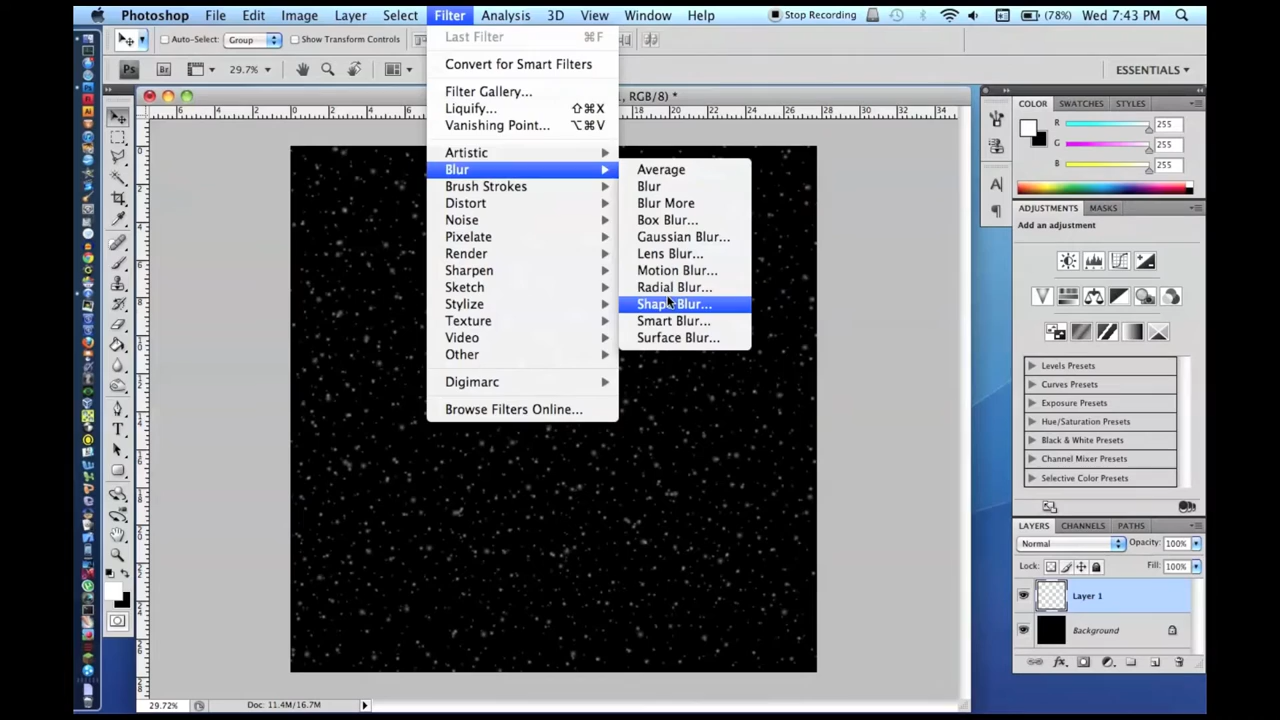 Photoshop File Edit Image Layer Select Filter Analysis 3D View Window Help Stop Recording (78%) Wed 7:43 PM
Auto-Select: Group Show Transform Controls
Ps Br 29.7% ESSENTIALS
, RGB/8) *
Last Filter ⌘F
Convert for Smart Filters
Filter Gallery...
Liquify... ⇧⌘X
Vanishing Point... ⌥⌘V
Artistic
Blur
Brush Strokes
Distort
Noise
Pixelate
Render
Sharpen
Sketch
Stylize
Texture
Video
Other
Digimarc
Browse Filters Online...
Average
Blur
Blur More
Box Blur...
Gaussian Blur...
Lens Blur...
Motion Blur...
Radial Blur...
Shape Blur...
Smart Blur...
Surface Blur...
COLOR SWATCHES STYLES
R 255
G 255
B 255
ADJUSTMENTS MASKS
Add an adjustment
Levels Presets
Curves Presets
Exposure Presets
Hue/Saturation Presets
Black & White Presets
Channel Mixer Presets
Selective Color Presets
LAYERS CHANNELS PATHS
Normal Opacity: 100%
Lock: Fill: 100%
Layer 1
Background
29.72% Doc: 11.4M/16.7M